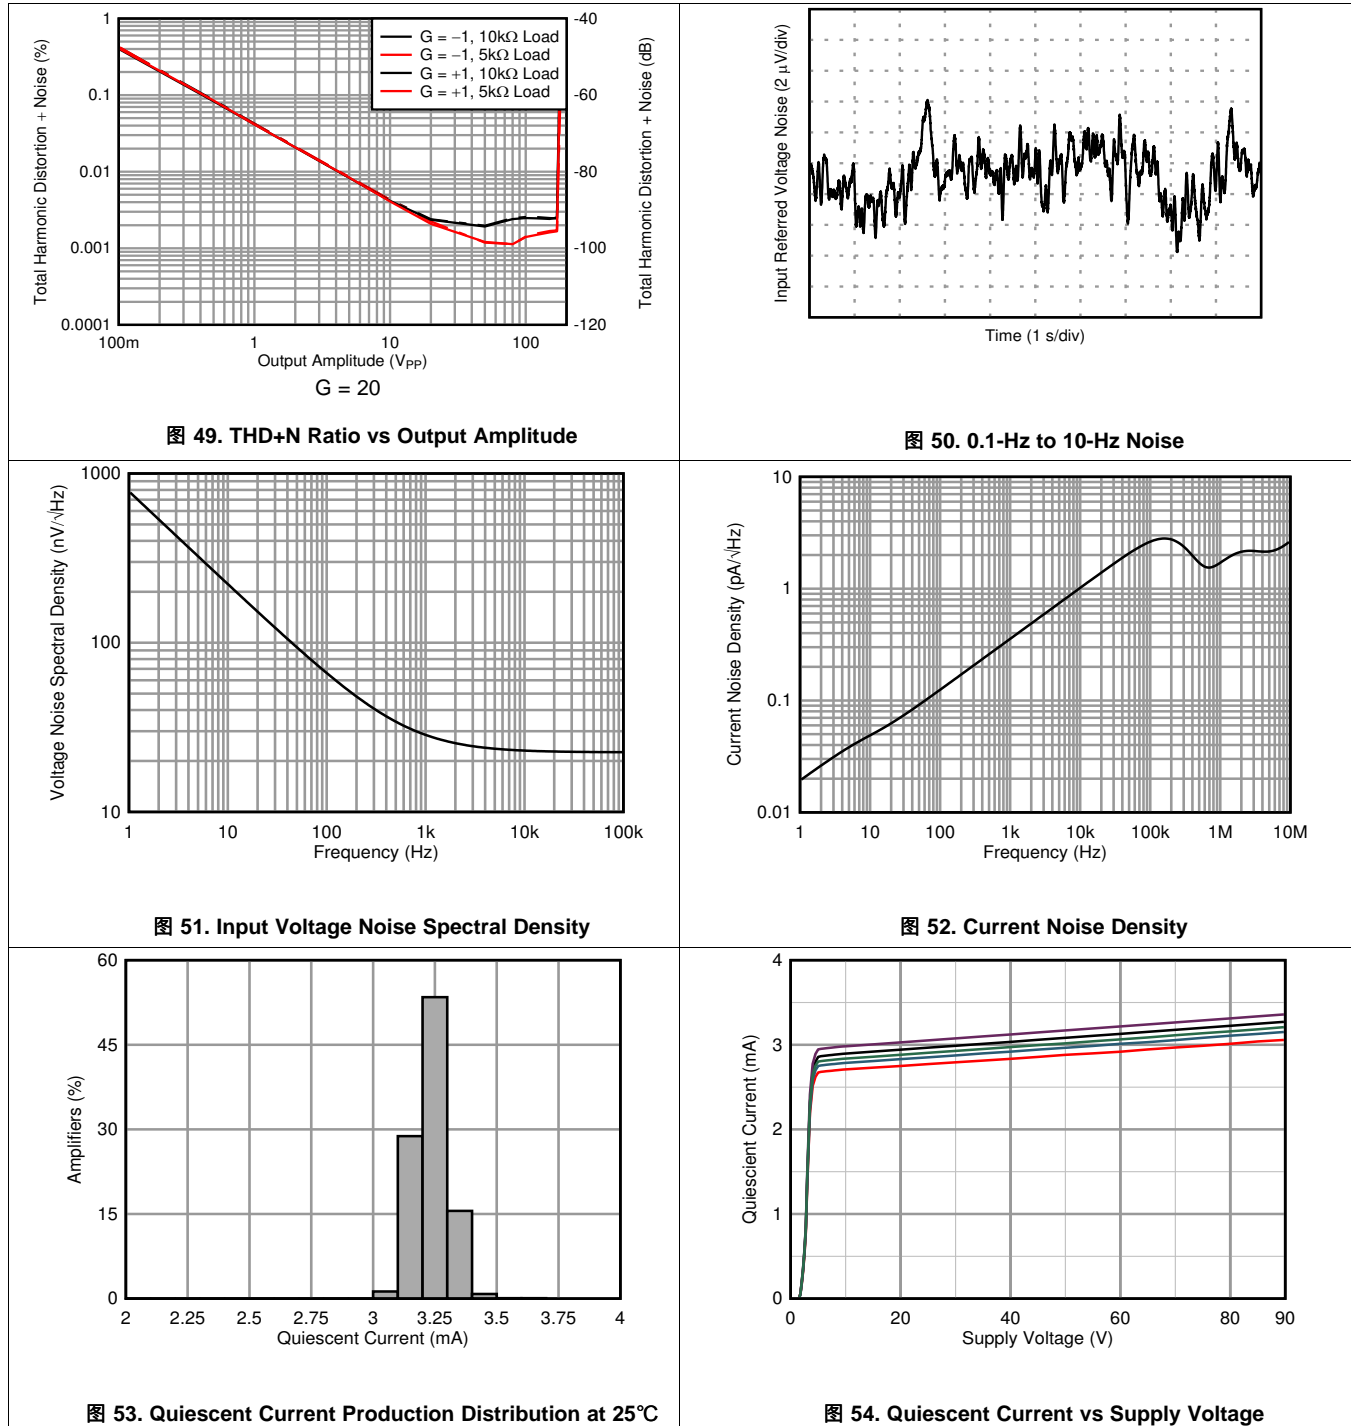 Total Harmonic Distortion + Noise (%)
1
0.1
0.01
0.001
0.0001
G = −1, 10kΩ Load
G = −1, 5kΩ Load
G = +1, 10kΩ Load
G = +1, 5kΩ Load
-40
-60
-80
-100
-120
Total Harmonic Distortion + Noise (dB)
100m 1 10 100
Output Amplitude (VPP)
G = 20
图 49. THD+N Ratio vs Output Amplitude
Input Referred Voltage Noise (2 μV/div)
Time (1 s/div)
图 50. 0.1-Hz to 10-Hz Noise
Voltage Noise Spectral Density (nV/√Hz)
1000
100
10
1 10 100 1k 10k 100k
Frequency (Hz)
图 51. Input Voltage Noise Spectral Density
Current Noise Density (pA/√Hz)
10
1
0.1
0.01
1 10 100 1k 10k 100k 1M 10M
Frequency (Hz)
图 52. Current Noise Density
Amplifiers (%)
60
45
30
15
0
2 2.25 2.5 2.75 3 3.25 3.5 3.75 4
Quiescent Current (mA)
图 53. Quiescent Current Production Distribution at 25℃
Quiescient Current (mA)
4
3
2
1
0
0 20 40 60 80 90
Supply Voltage (V)
图 54. Quiescent Current vs Supply Voltage